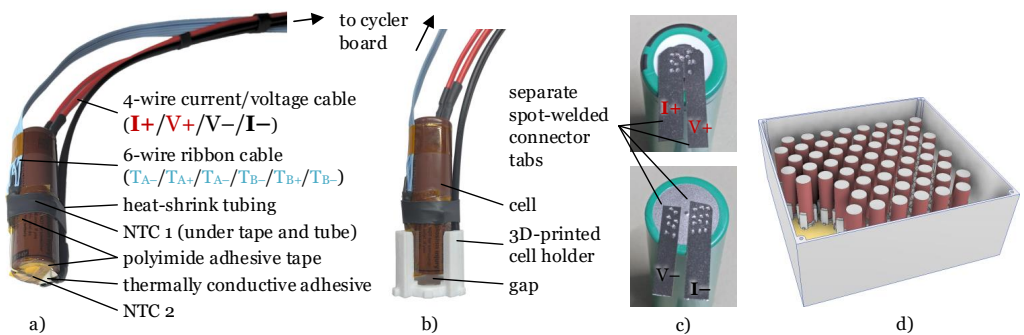 to cycler
board
4-wire current/voltage cable
(I+/V+/V−/I−)
6-wire ribbon cable
(TA−/TA+/TA−/TB−/TB+/TB−)
heat-shrink tubing
NTC 1 (under tape and tube)
polyimide adhesive tape
thermally conductive adhesive
NTC 2
a)
cell
3D-printed
cell holder
gap
b)
separate
spot-welded
connector
tabs
I+
V+
V−
I−
c)
d)